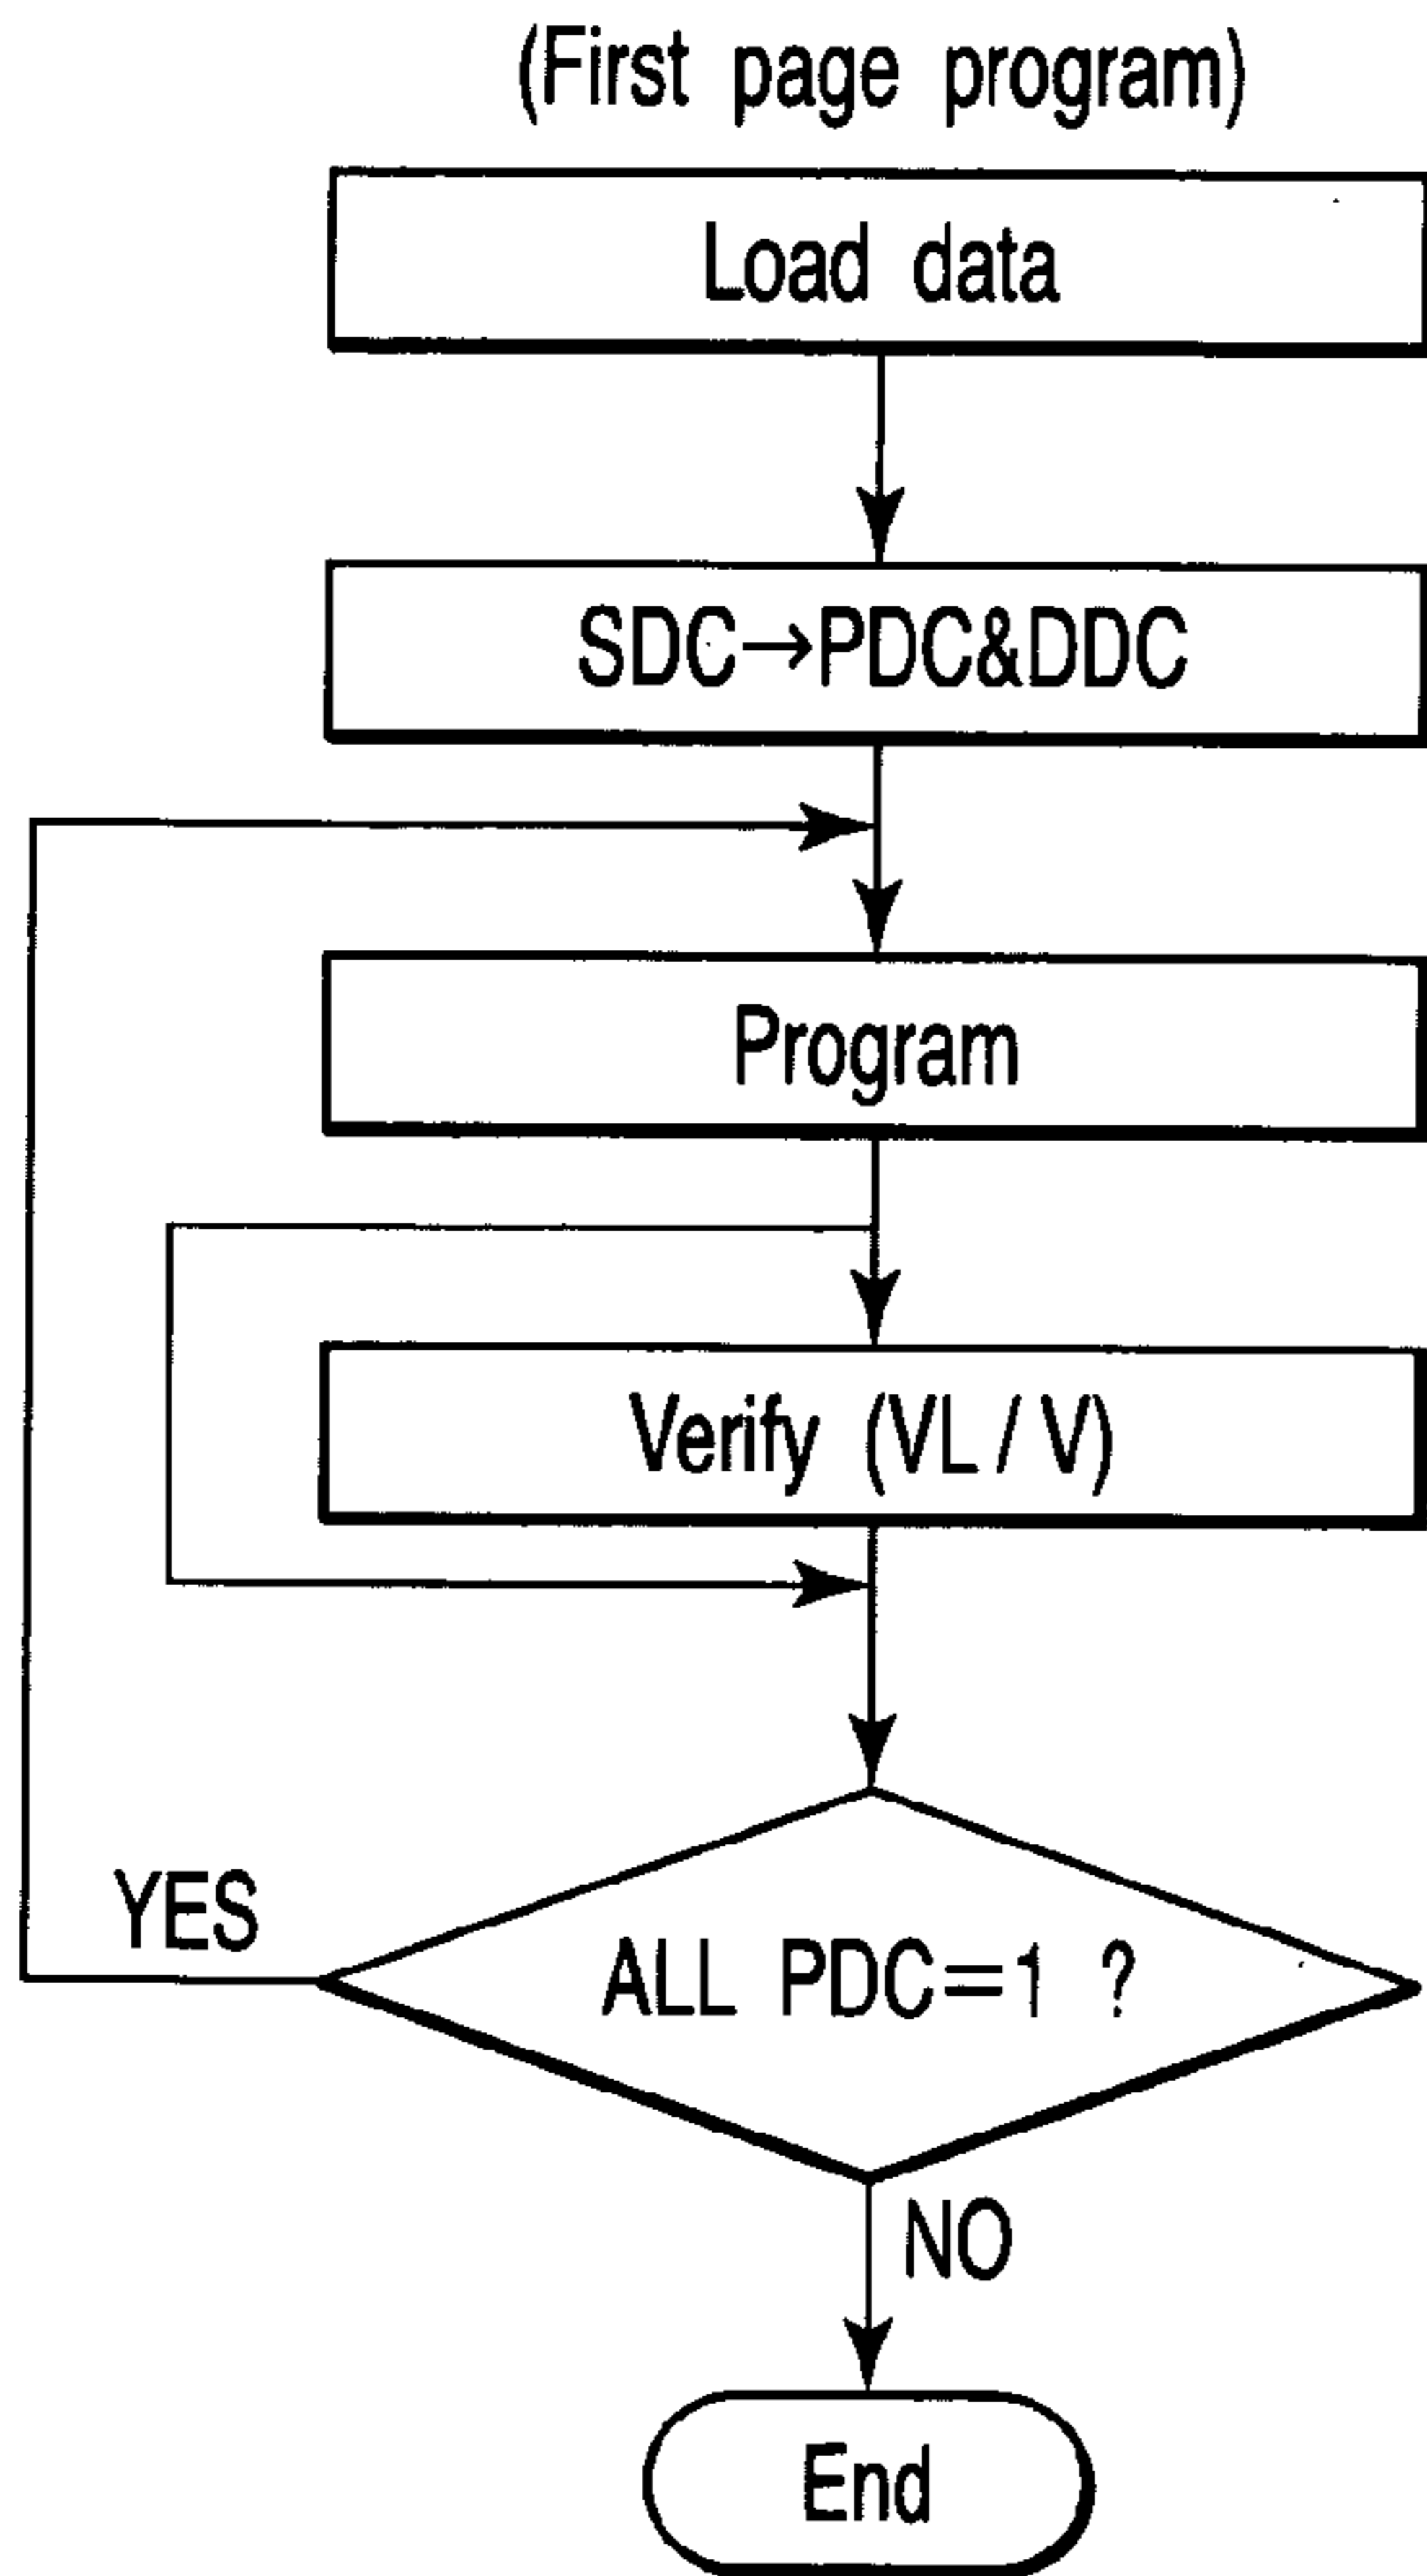 (First page program)
Load data
SDC→PDC&DDC
Program
Verify (VL / V)
YES
ALL PDC=1 ?
NO
End